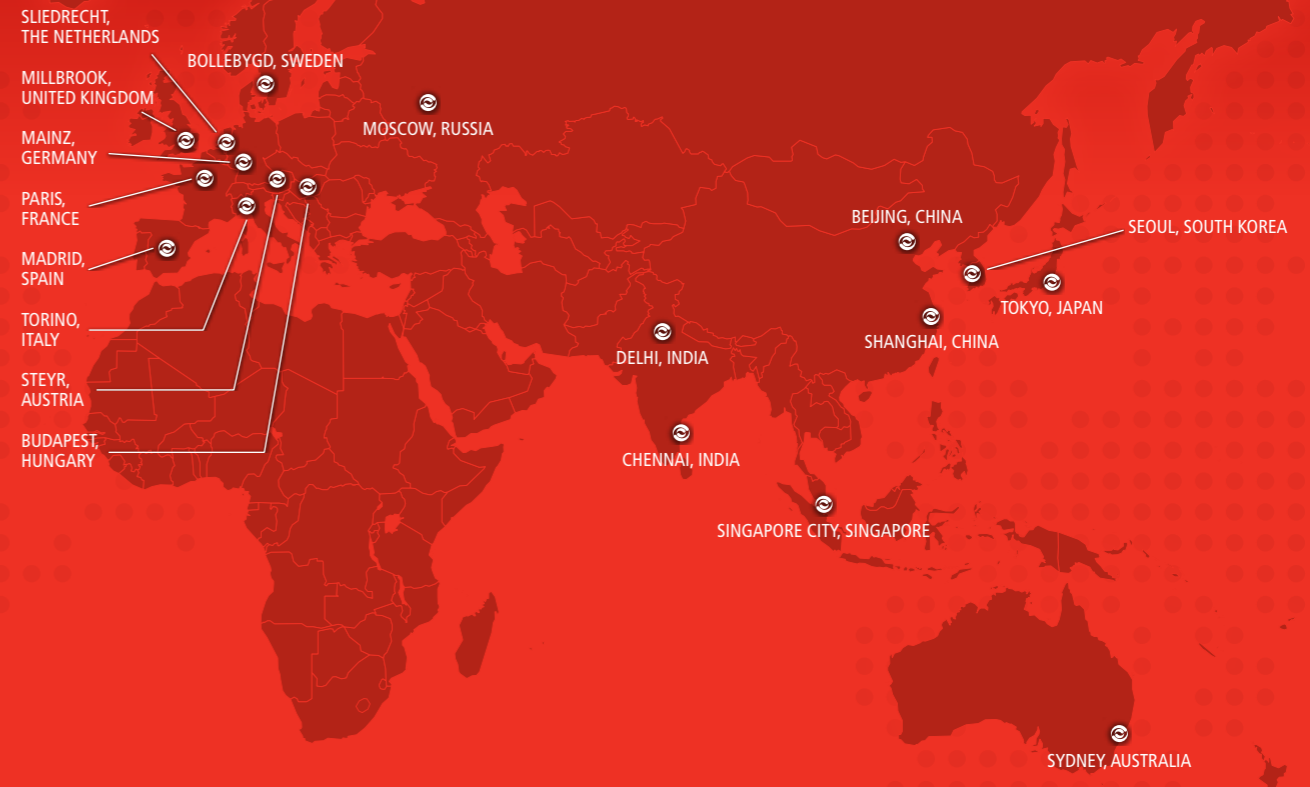 SLIEDRECHT,
THE NETHERLANDS
BOLLEBYGD, SWEDEN
MILLBROOK,
UNITED KINGDOM
MOSCOW, RUSSIA
MAINZ,
GERMANY
PARIS,
FRANCE
MADRID,
SPAIN
TORINO,
ITALY
STEYR,
AUSTRIA
BUDAPEST,
HUNGARY
BEIJING, CHINA
SEOUL, SOUTH KOREA
TOKYO, JAPAN
SHANGHAI, CHINA
DELHI, INDIA
CHENNAI, INDIA
SINGAPORE CITY, SINGAPORE
SYDNEY, AUSTRALIA